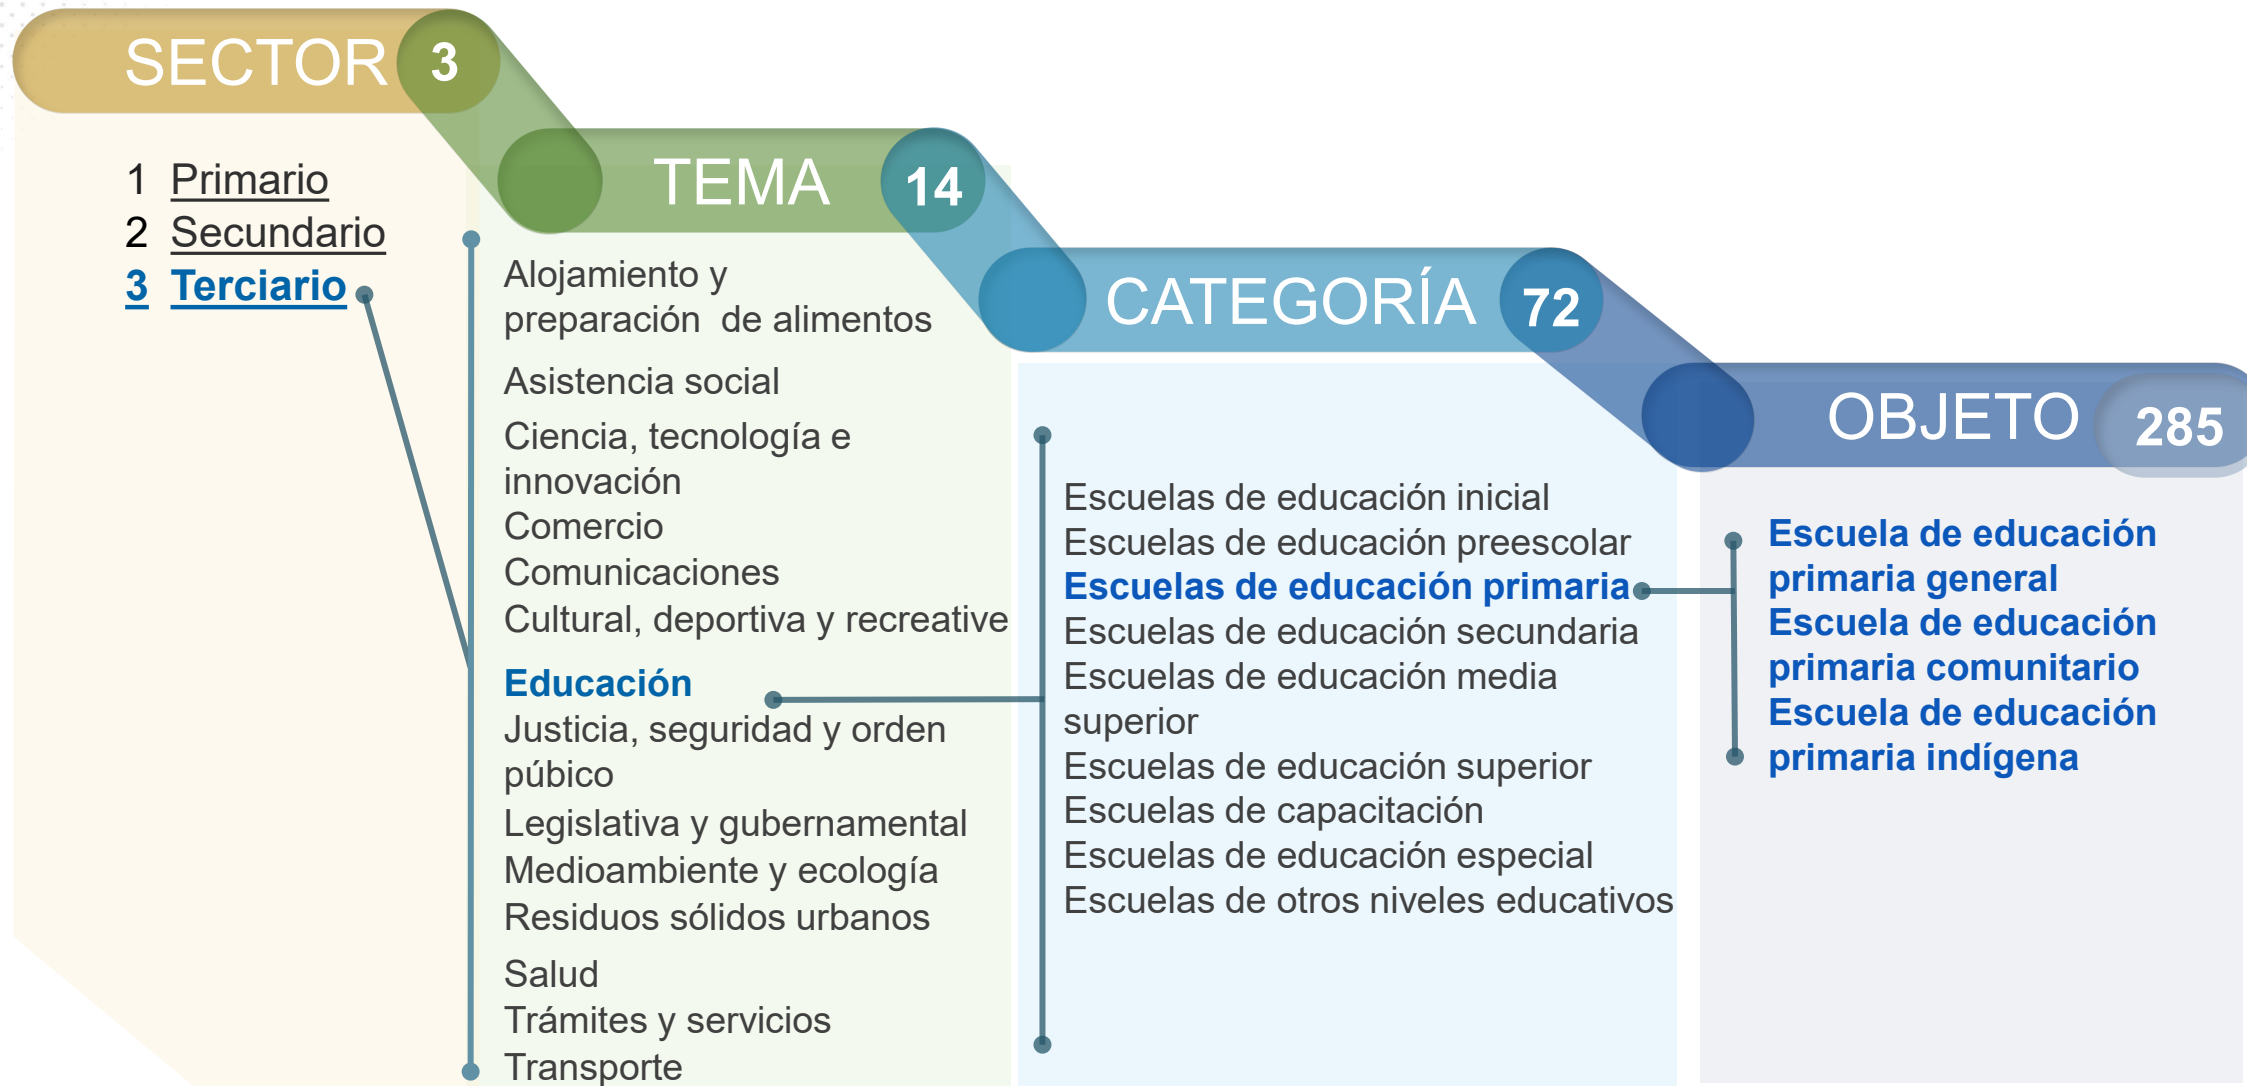 SECTOR 3
1 Primario
2 Secundario
3 Terciario
TEMA 14
Alojamiento y
preparación de alimentos
Asistencia social
Ciencia, tecnología e
innovación
Comercio
Comunicaciones
Cultural, deportiva y recreative
Educación
Justicia, seguridad y orden
púbico
Legislativa y gubernamental
Medioambiente y ecología
Residuos sólidos urbanos
Salud
Trámites y servicios
Transporte
CATEGORÍA 72
Escuelas de educación inicial
Escuelas de educación preescolar
Escuelas de educación primaria
Escuelas de educación secundaria
Escuelas de educación media
superior
Escuelas de educación superior
Escuelas de capacitación
Escuelas de educación especial
Escuelas de otros niveles educativos
OBJETO 285
Escuela de educación
primaria general
Escuela de educación
primaria comunitario
Escuela de educación
primaria indígena